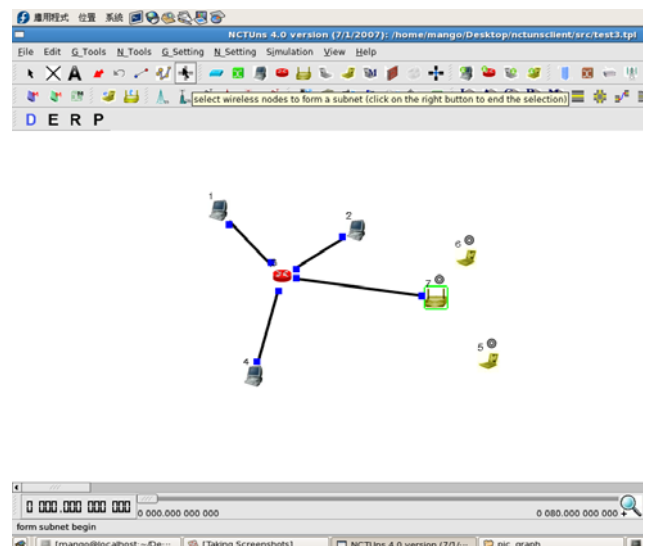 應用程式 位置 系統
NCTUns 4.0 version (7/1/2007): /home/mango/Desktop/nctunsclient/src/test3.tpl
File Edit G_Tools N_Tools G_Setting N_Setting Simulation View Help
select wireless nodes to form a subnet (click on the right button to end the selection)
D E R P
1
2
6
7
5
4
0 000.000 000 000
0 000.000 000 000
0 080.000 000 000
form subnet begin
[mango@localhost:~/De... [Taking Screenshots] NCTUns 4.0 version (7/1/... pic_graph